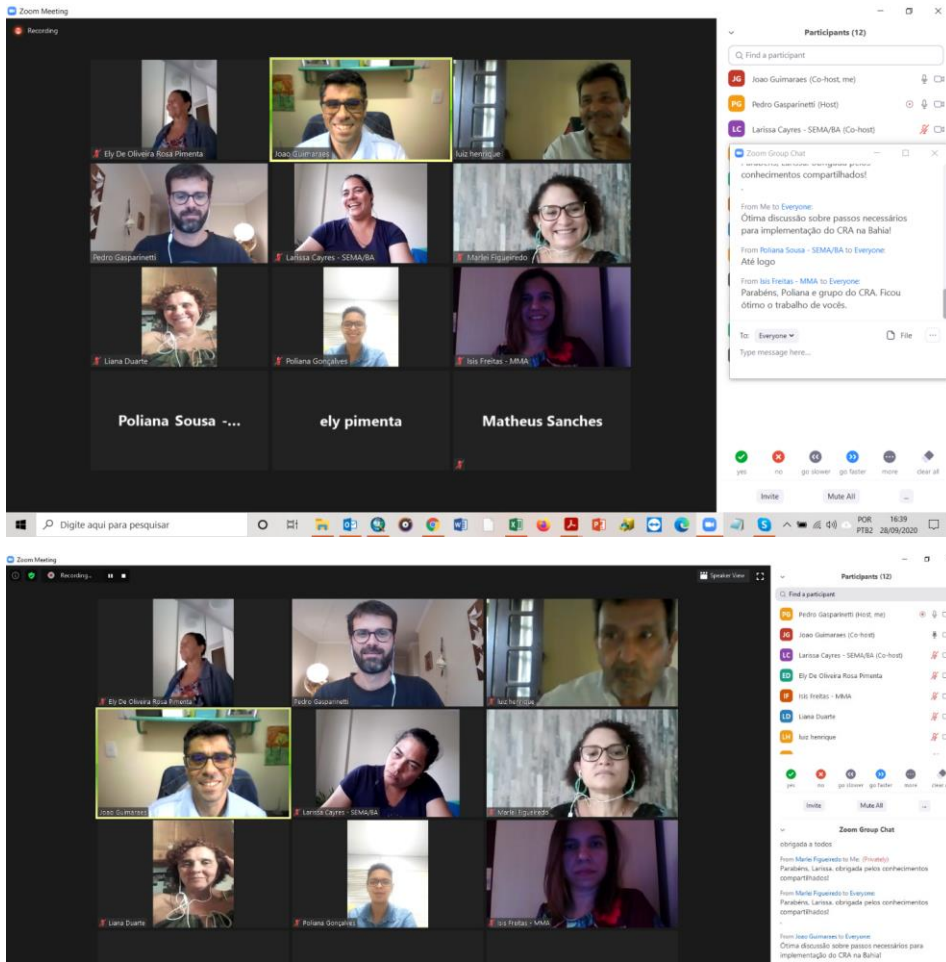 Zoom Meeting
Recording
Participants (12)
Find a participant
JG Joao Guimaraes (Co-host, me)
PG Pedro Gasparinetti (Host)
LC Larissa Cayres - SEMA/BA (Co-host)
Ely De Oliveira Rosa Pimenta
Joao Guimaraes
luiz henrique
Pedro Gasparinetti
Larissa Cayres - SEMA/BA
Marlei Figueiredo
Liana Duarte
Poliana Gonçalves
Isis Freitas - MMA
Poliana Sousa -...
ely pimenta
Matheus Sanches
Zoom Group Chat
conhecimentos compartilhados!
.
From Me to Everyone:
Ótima discussão sobre passos necessários
para implementação do CRA na Bahia!
From Poliana Sousa - SEMA/BA to Everyone:
Até logo
From Isis Freitas - MMA to Everyone:
Parabéns, Poliana e grupo do CRA. Ficou
ótimo o trabalho de vocês.
To: Everyone
File
...
Type message here...
yes
no
go slower
go faster
more
clear all
Invite
Mute All
...
Digite aqui para pesquisar
POR
PTB2
16:39
28/09/2020
Zoom Meeting
Recording...
Speaker View
Participants (12)
Find a participant
PG Pedro Gasparinetti (Host, me)
JG Joao Guimaraes (Co-host)
LC Larissa Cayres - SEMA/BA (Co-host)
ED Ely De Oliveira Rosa Pimenta
IF Isis Freitas - MMA
LD Liana Duarte
LH luiz henrique
Ely De Oliveira Rosa Pimenta
Pedro Gasparinetti
luiz henrique
Joao Guimaraes
Larissa Cayres - SEMA/BA
Marlei Figueiredo
Liana Duarte
Poliana Gonçalves
Isis Freitas - MMA
yes
no
go slower
go faster
more
clear all
Invite
Mute All
...
Zoom Group Chat
obrigada a todos
From Marlei Figueiredo to Me: (Privately)
Parabéns, Larissa. obrigada pelos conhecimentos
compartilhados!
From Marlei Figueiredo to Everyone:
Parabéns, Larissa. obrigada pelos conhecimentos
compartilhados!
.
From Joao Guimaraes to Everyone:
Ótima discussão sobre passos necessários para
implementação do CRA na Bahia!